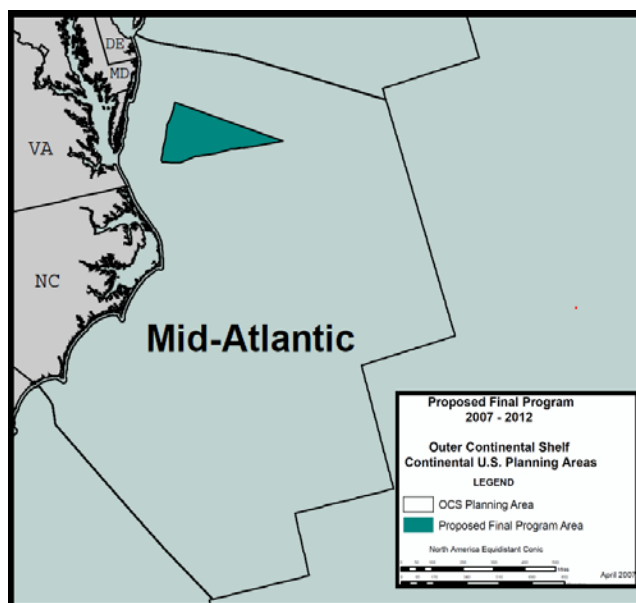 DE
MD
VA
NC
Mid-Atlantic
Proposed Final Program
2007 - 2012
Outer Continental Shelf
Continental U.S. Planning Areas
LEGEND
OCS Planning Area
Proposed Final Program Area
North America Equidistant Conic
April 2007